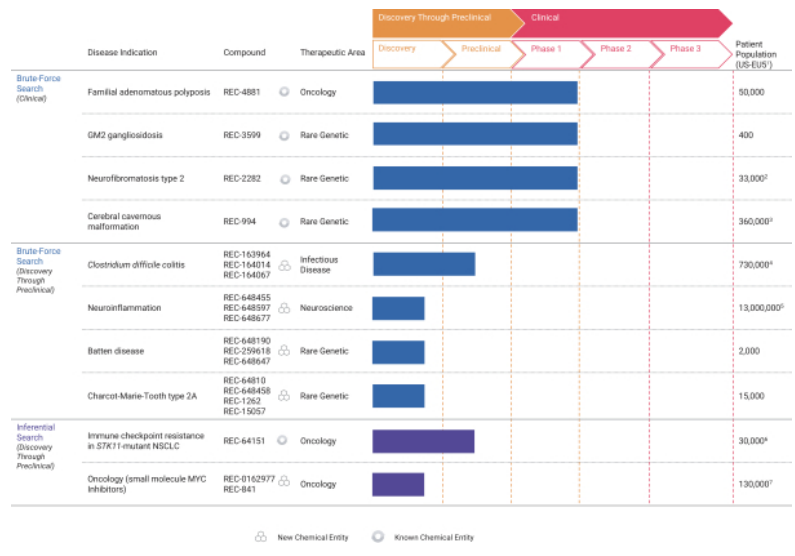 Discovery Through Preclinical
Clinical
Disease Indication
Compound
Therapeutic Area
Discovery
Preclinical
Phase 1
Phase 2
Phase 3
Patient
Population
(US-EU5¹)
Brute-Force
Search
(Clinical)
Familial adenomatous polyposis
REC-4881
Oncology
50,000
GM2 gangliosidosis
REC-3599
Rare Genetic
400
Neurofibromatosis type 2
REC-2282
Rare Genetic
33,000²
Cerebral cavernous
malformation
REC-994
Rare Genetic
360,000³
Brute-Force
Search
(Discovery
Through
Preclinical)
Clostridium difficile colitis
REC-163964
REC-164014
REC-164067
Infectious
Disease
730,000⁴
Neuroinflammation
REC-648455
REC-648597
REC-648677
Neuroscience
13,000,000⁵
Batten disease
REC-648190
REC-259618
REC-648647
Rare Genetic
2,000
Charcot-Marie-Tooth type 2A
REC-64810
REC-648458
REC-1262
REC-15057
Rare Genetic
15,000
Inferential
Search
(Discovery
Through
Preclinical)
Immune checkpoint resistance
in STK11-mutant NSCLC
REC-64151
Oncology
30,000⁶
Oncology (small molecule MYC
Inhibitors)
REC-0162977
REC-841
Oncology
130,000⁷
New Chemical Entity
Known Chemical Entity